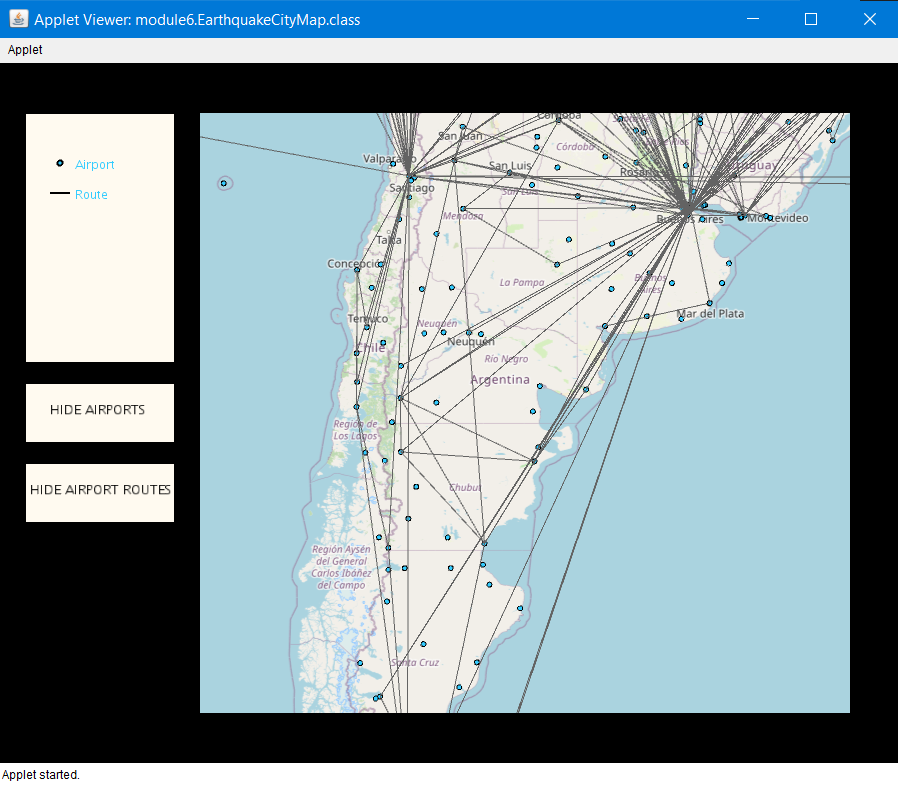 Applet Viewer: module6.EarthquakeCityMap.class
Applet
Airport
Route
HIDE AIRPORTS
HIDE AIRPORT ROUTES
Córdoba
San Juan
Córdoba
Valparaíso
San Luis
Rosario
Uruguay
Santiago
San Luis
Mendoza
Buenos Aires
Montevideo
Talca
Concepción
La Pampa
Buenos
Aires
Temuco
Neuquén
Mar del Plata
Neuquén
Chile
Río Negro
Argentina
Región de
Los Lagos
Chubut
Región Aysén
del General
Carlos Ibáñez
del Campo
Santa Cruz
Applet started.